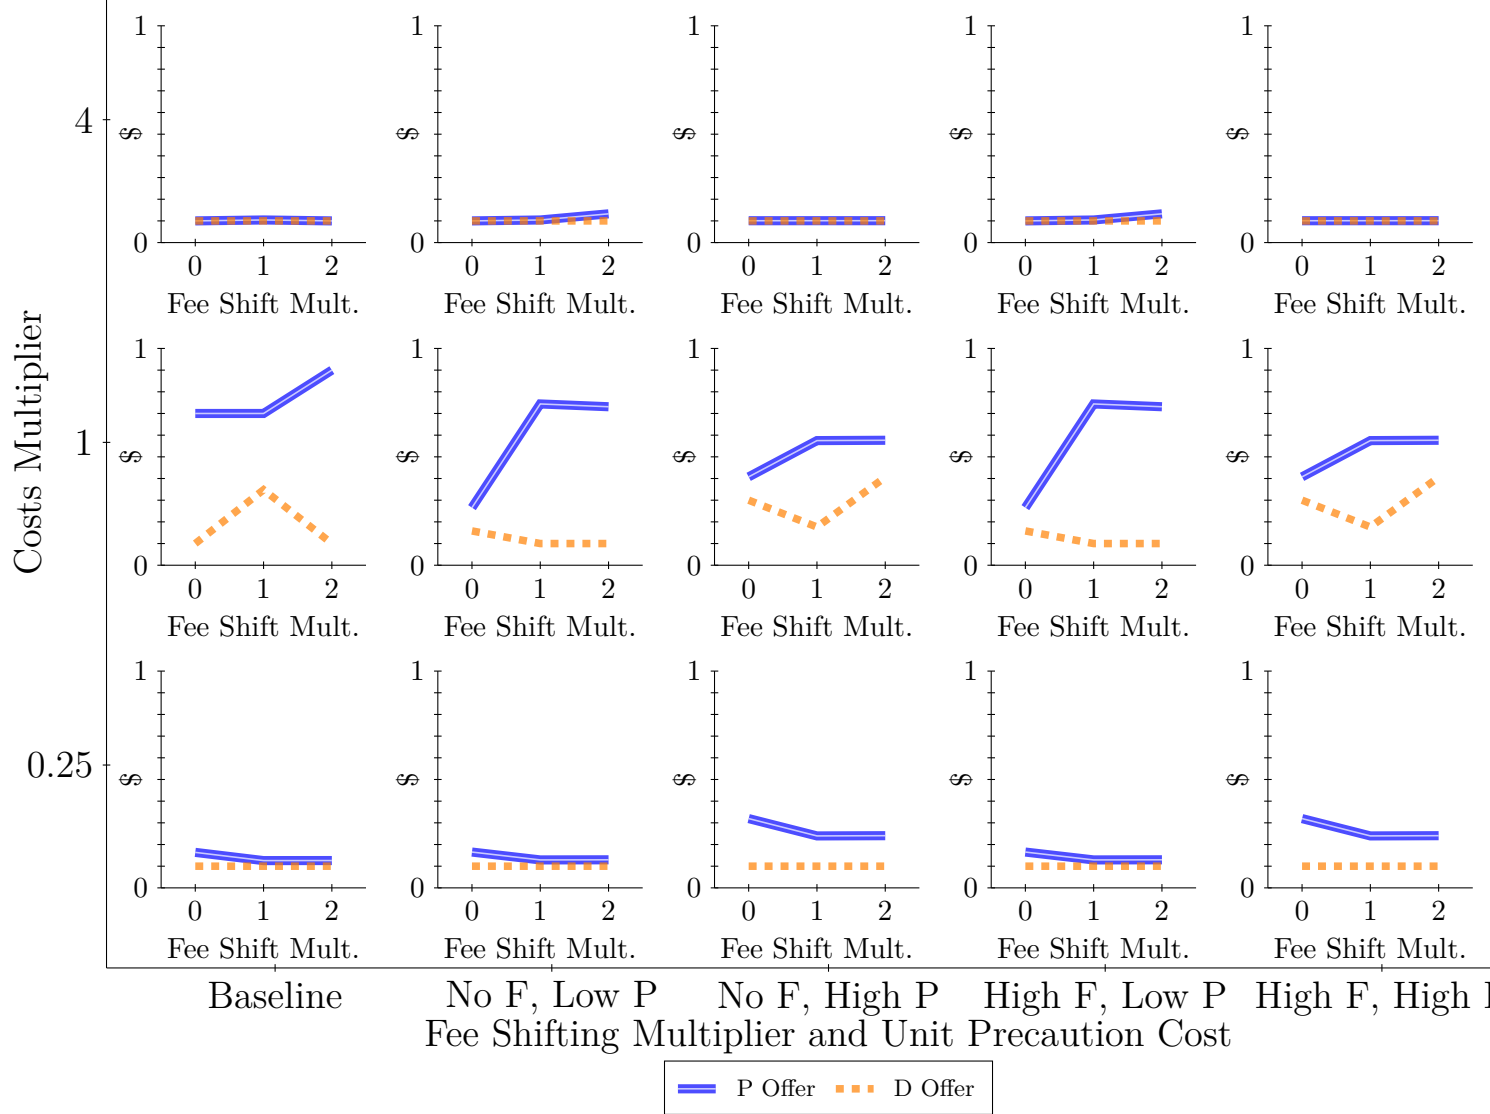 1 1 1 1 1
$ $ $ $ $
4
0 0 0 0 0
0 1 2 0 1 2 0 1 2 0 1 2 0 1 2
Fee Shift Mult. Fee Shift Mult. Fee Shift Mult. Fee Shift Mult. Fee Shift Mult.
Costs Multiplier
1 1 1 1 1
1
$ $ $ $ $
0 0 0 0 0
0 1 2 0 1 2 0 1 2 0 1 2 0 1 2
Fee Shift Mult. Fee Shift Mult. Fee Shift Mult. Fee Shift Mult. Fee Shift Mult.
1 1 1 1 1
0.25
$ $ $ $ $
0 0 0 0 0
0 1 2 0 1 2 0 1 2 0 1 2 0 1 2
Fee Shift Mult. Fee Shift Mult. Fee Shift Mult. Fee Shift Mult. Fee Shift Mult.
Baseline No F, Low P No F, High P High F, Low P High F, High
Fee Shifting Multiplier and Unit Precaution Cost
P Offer D Offer